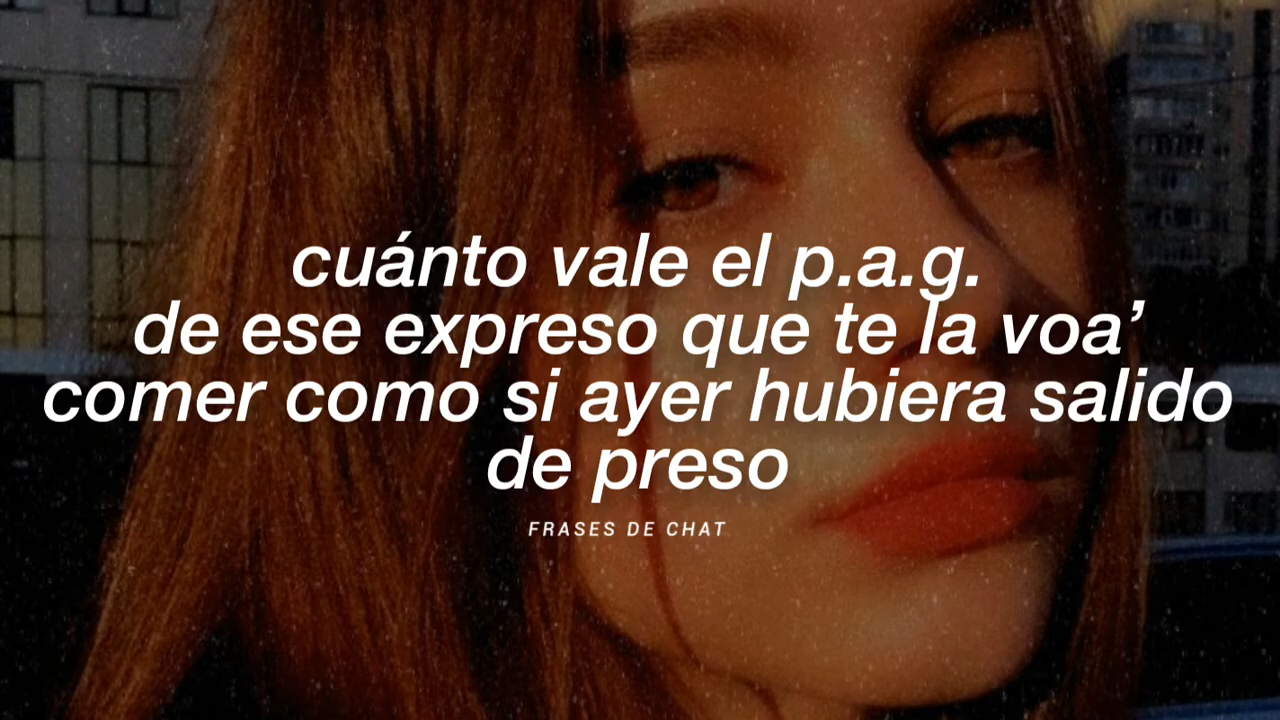 cuánto vale el p.a.g.
de ese expreso que te la voa’
comer como si ayer hubiera salido
de preso
FRASES DE CHAT